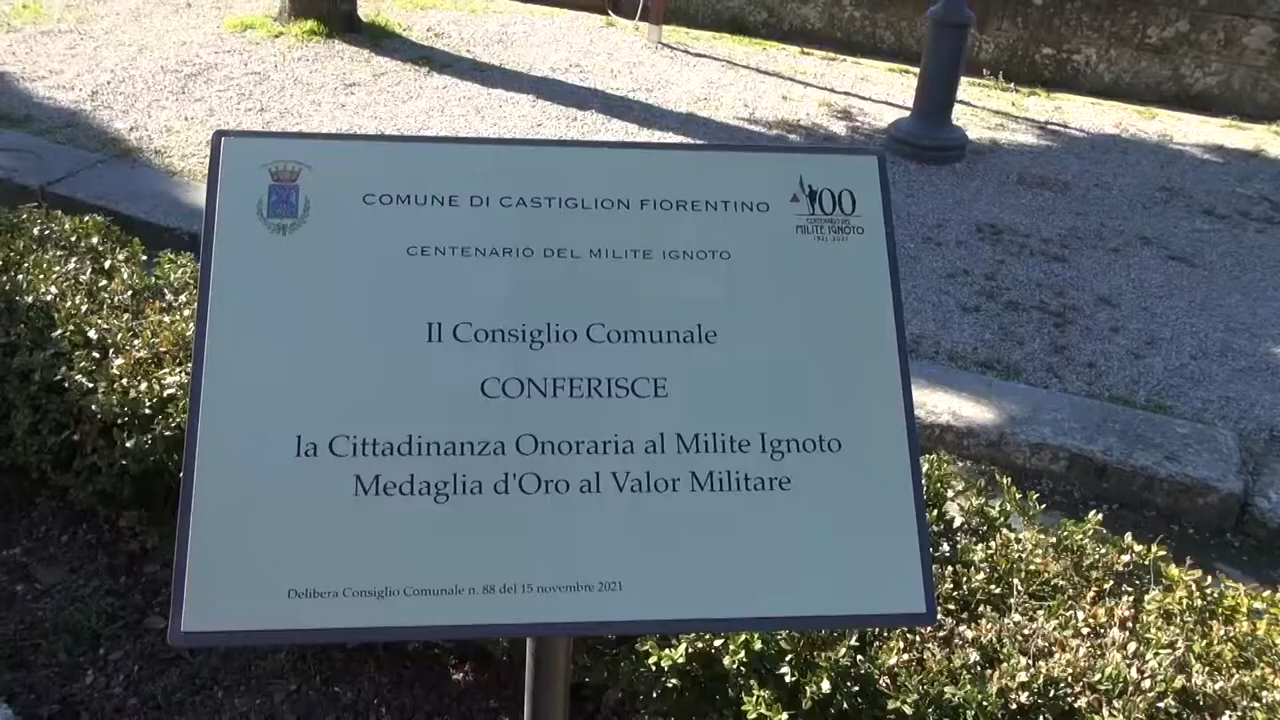 COMUNE DI CASTIGLION FIORENTINO
100
CENTENARIO DEL
MILITE IGNOTO
1921-2021
CENTENARIO DEL MILITE IGNOTO
Il Consiglio Comunale
CONFERISCE
la Cittadinanza Onoraria al Milite Ignoto
Medaglia d'Oro al Valor Militare
Delibera Consiglio Comunale n. 88 del 15 novembre 2021